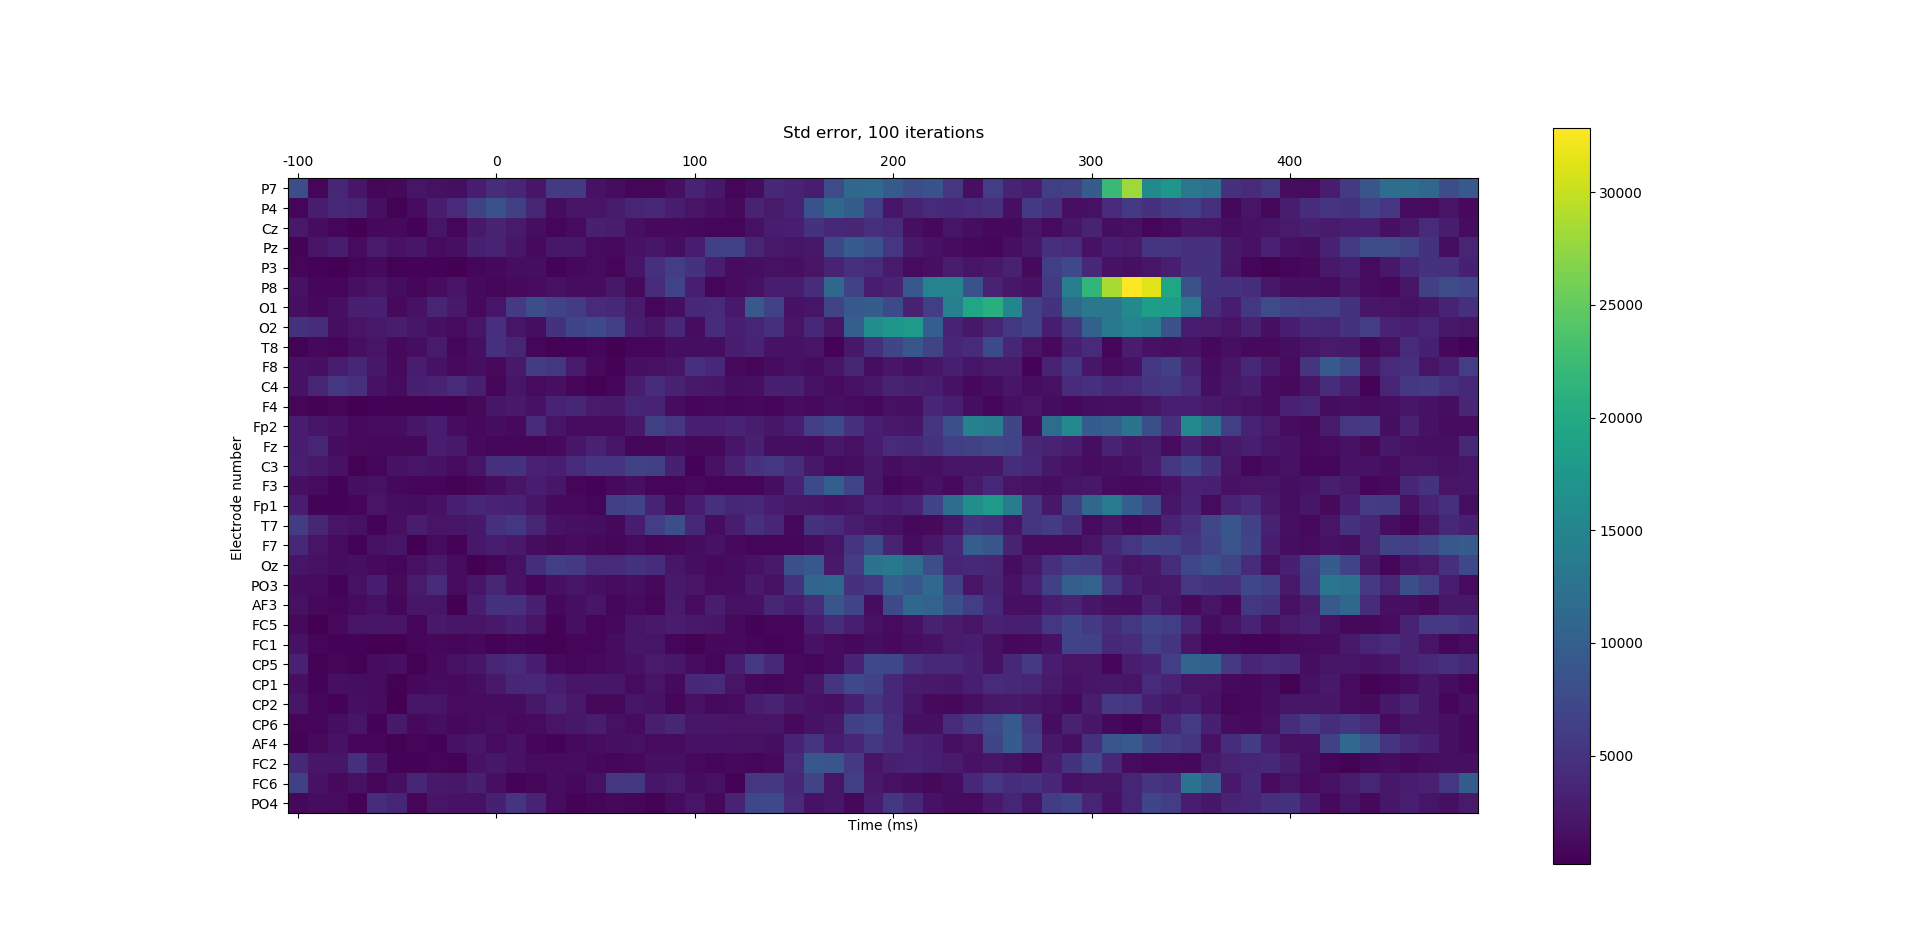 Std error, 100 iterations
-100 0 100 200 300 400
P7
P4
Cz
Pz
P3
P8
O1
O2
T8
F8
C4
F4
Fp2
Fz
C3
F3
Fp1
T7
F7
Oz
PO3
AF3
FC5
FC1
CP5
CP1
CP2
CP6
AF4
FC2
FC6
PO4
Electrode number
Time (ms)
30000
25000
20000
15000
10000
5000